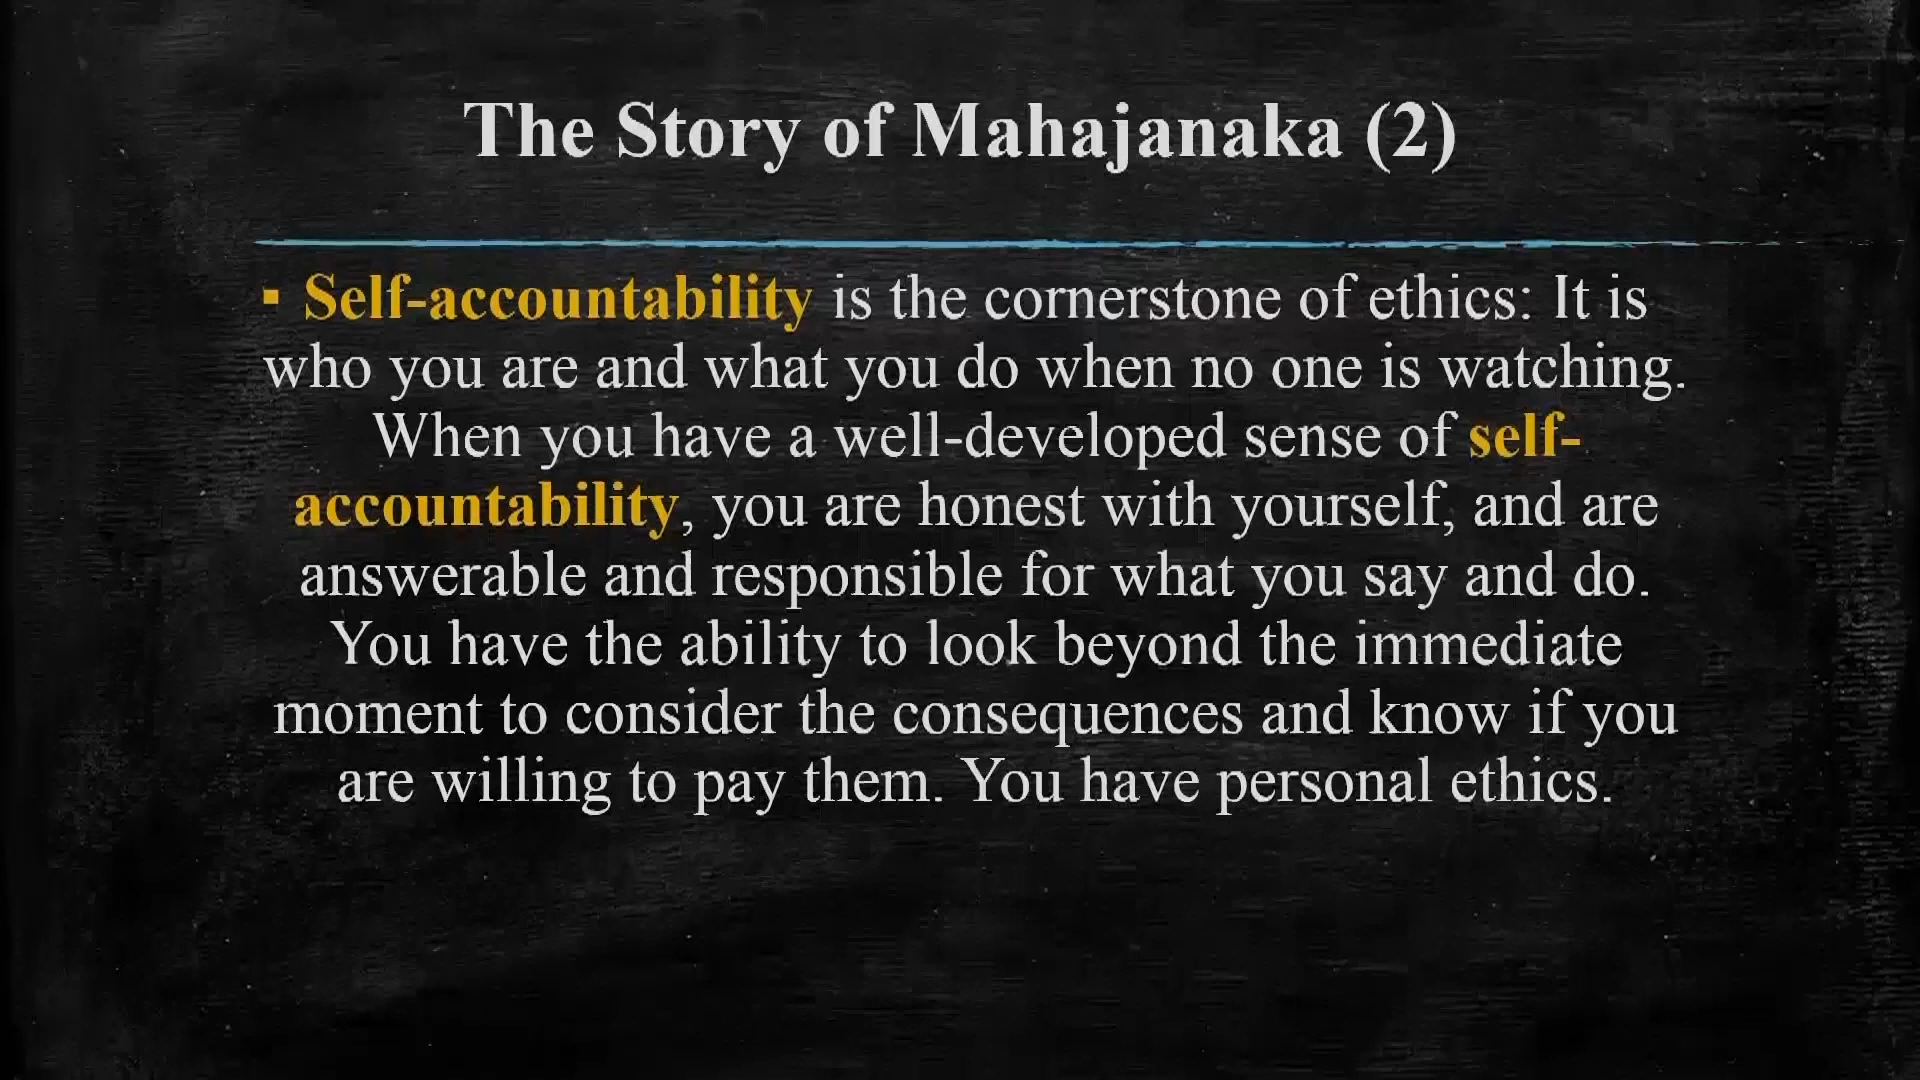 The Story of Mahajanaka (2)
▪ Self-accountability is the cornerstone of ethics: It is
who you are and what you do when no one is watching.
When you have a well-developed sense of self-
accountability, you are honest with yourself, and are
answerable and responsible for what you say and do.
You have the ability to look beyond the immediate
moment to consider the consequences and know if you
are willing to pay them. You have personal ethics.